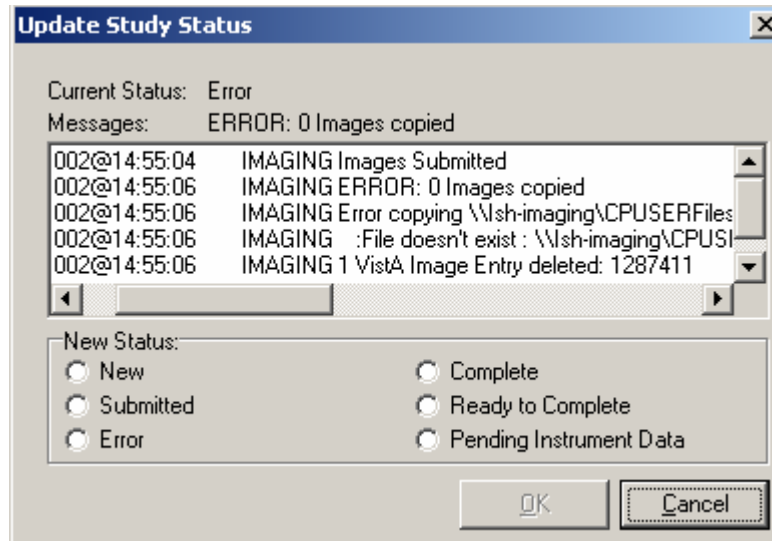 Update Study Status
Current Status: Error
Messages: ERROR: 0 Images copied
002@14:55:04 IMAGING Images Submitted
002@14:55:06 IMAGING ERROR: 0 Images copied
002@14:55:06 IMAGING Error copying \\lsh-imaging\CPUSERFiles
002@14:55:06 IMAGING :File doesn't exist : \\lsh-imaging\CPUSI
002@14:55:06 IMAGING 1 VistA Image Entry deleted: 1287411
New Status:
New Complete
Submitted Ready to Complete
Error Pending Instrument Data
OK Cancel